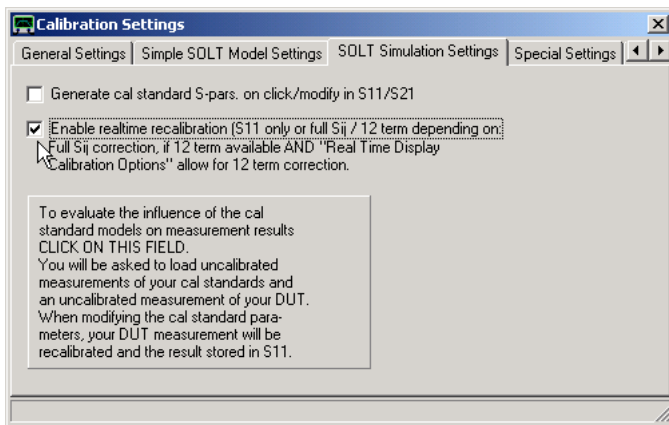 Calibration Settings
General Settings
Simple SOLT Model Settings
SOLT Simulation Settings
Special Settings
Generate cal standard S-pars. on click/modify in S11/S21
Enable realtime recalibration (S11 only or full Sij / 12 term depending on:
Full Sij correction, if 12 term available AND "Real Time Display
Calibration Options" allow for 12 term correction.
To evaluate the influence of the cal
standard models on measurement results
CLICK ON THIS FIELD.
You will be asked to load uncalibrated
measurements of your cal standards and
an uncalibrated measurement of your DUT.
When modifying the cal standard para-
meters, your DUT measurement will be
recalibrated and the result stored in S11.